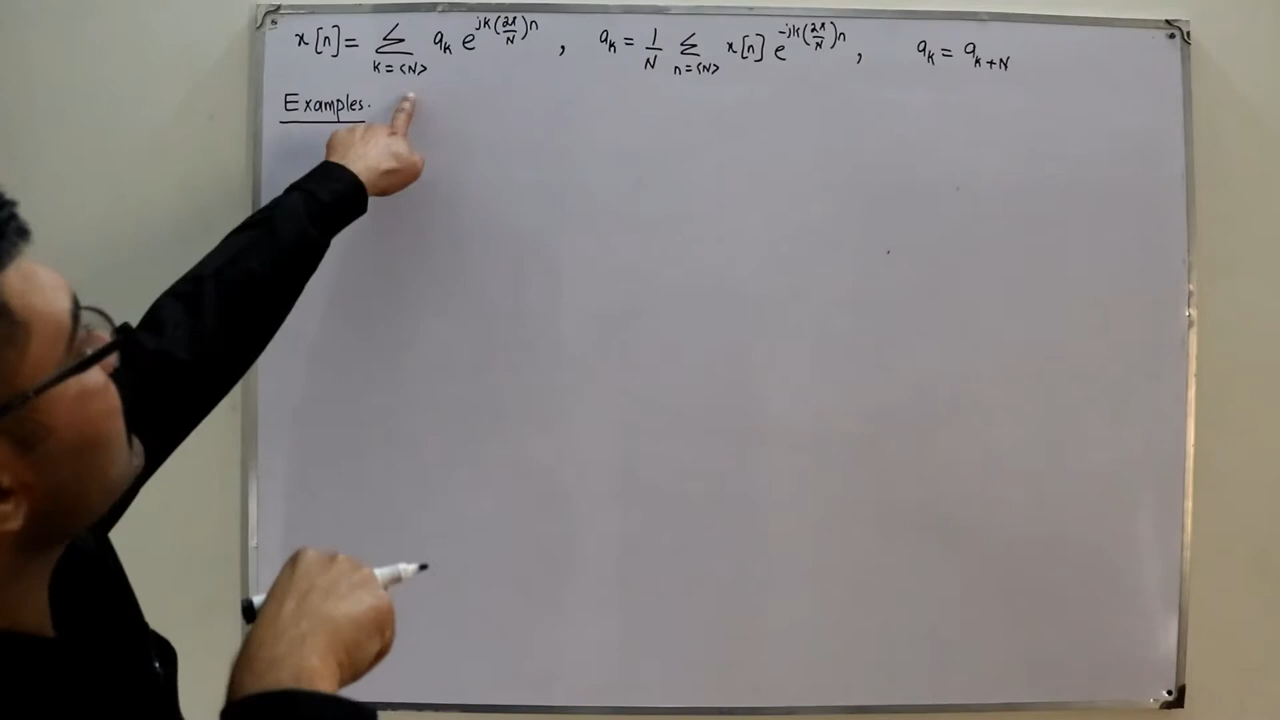 x[n] = Σ_{k=⟨N⟩} a_k e^{jk(2π/N)n} , a_k = 1/N Σ_{n=⟨N⟩} x[n] e^{-jk(2π/N)n} , a_k = a_{k+N}
Examples.